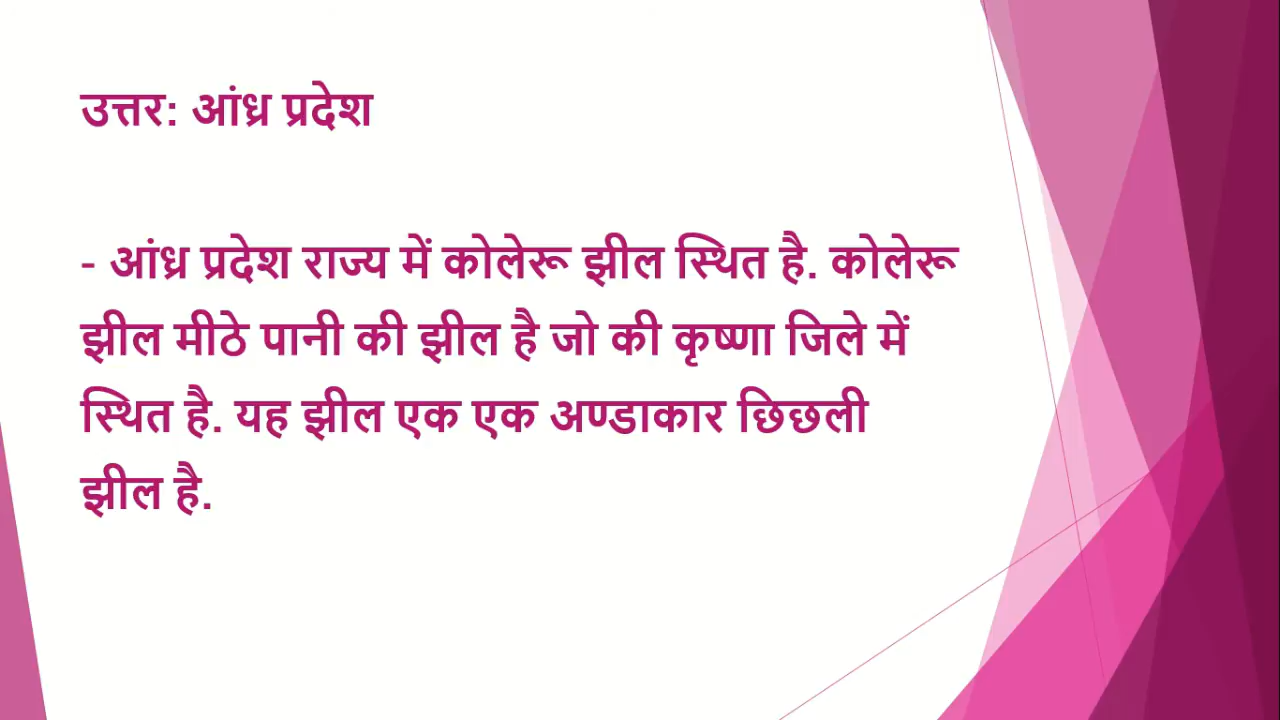 उत्तर: आंध्र प्रदेश
- आंध्र प्रदेश राज्य में कोलेरू झील स्थित है. कोलेरू
झील मीठे पानी की झील है जो की कृष्णा जिले में
स्थित है. यह झील एक एक अण्डाकार छिछली
झील है.